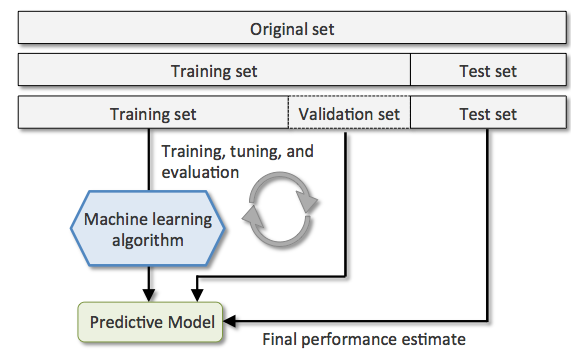 Original set
Training set
Test set
Training set
Validation set
Test set
Training, tuning, and
evaluation
Machine learning
algorithm
Predictive Model
Final performance estimate